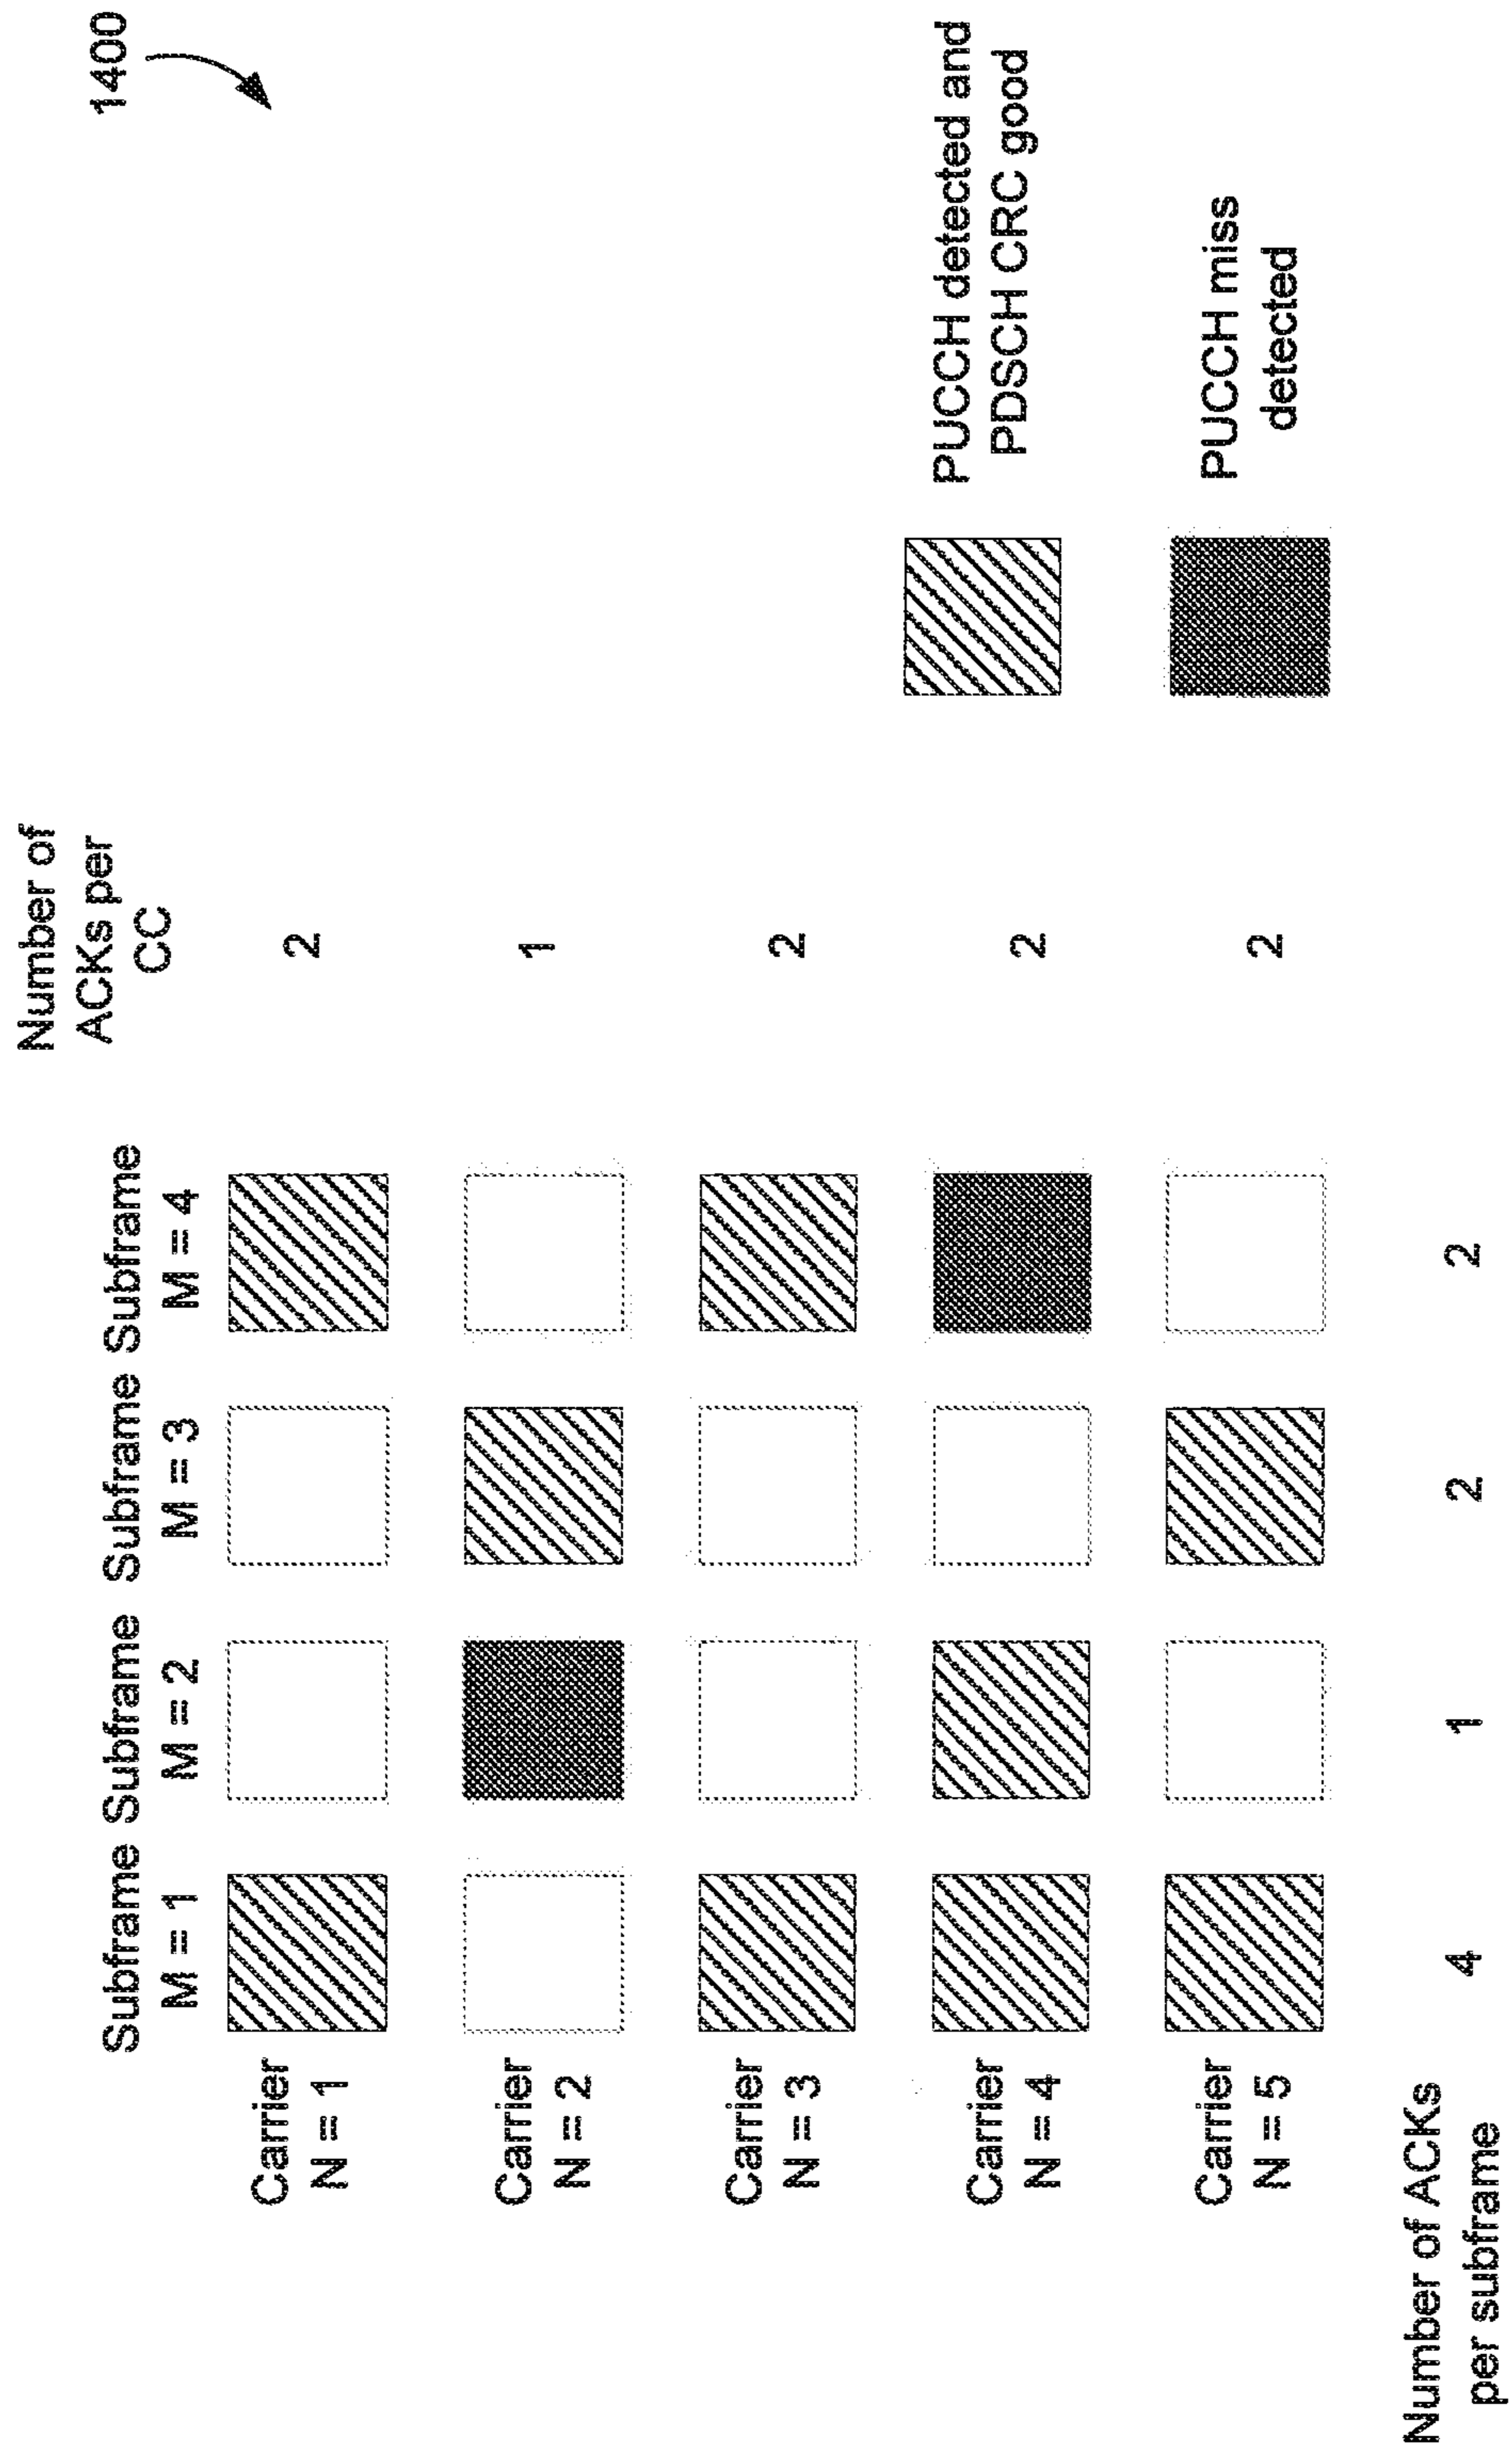 1400
Number of
ACKs per
CC
Subframe Subframe Subframe Subframe
M = 1 M = 2 M = 3 M = 4
Carrier
N = 1
2
Carrier
N = 2
1
Carrier
N = 3
2
Carrier
N = 4
2
Carrier
N = 5
2
Number of ACKs
per subframe
4 1 2 2
PUCCH detected and
PDSCH CRC good
PUCCH miss
detected